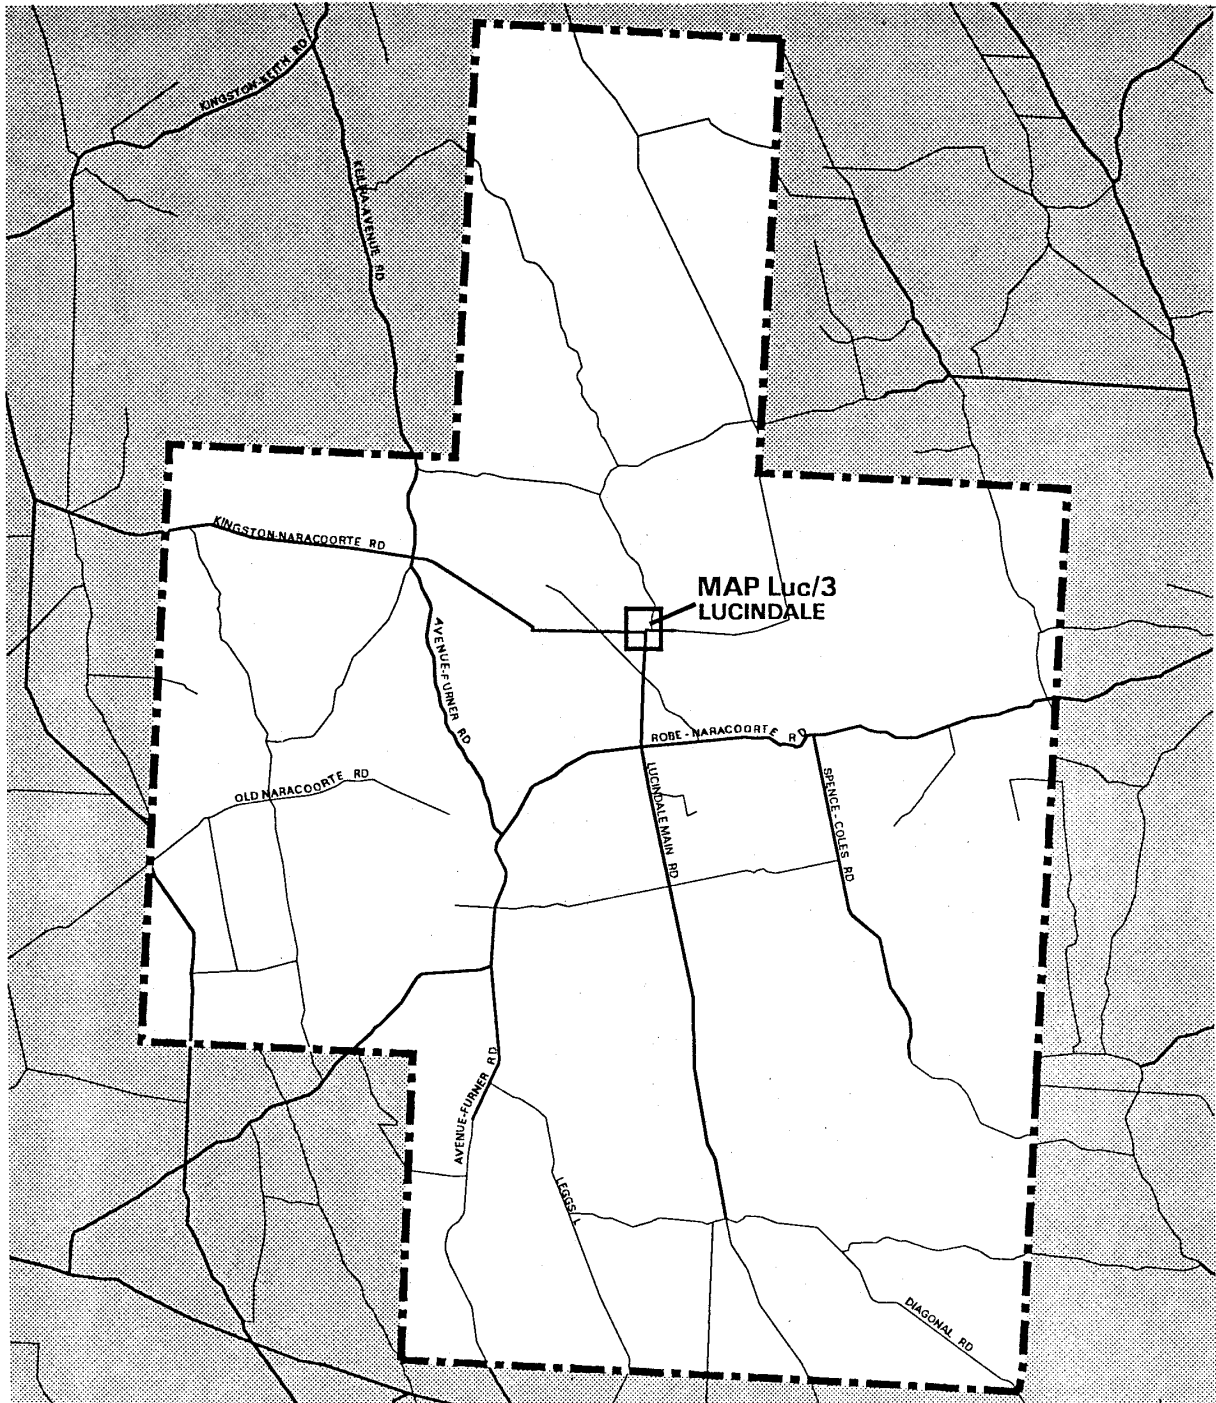 KINGSTON-KEITH RD
KEILIRA-AVENUE RD
KINGSTON-NARACOORTE RD
MAP Luc/3
LUCINDALE
AVENUE-FURNER RD
ROBE-NARACOORTE RD
OLD NARACOORTE RD
LUCINDALE MAIN RD
SPENCE-COLES RD
AVENUE-FURNER RD
LEGGS L
DIAGONAL RD